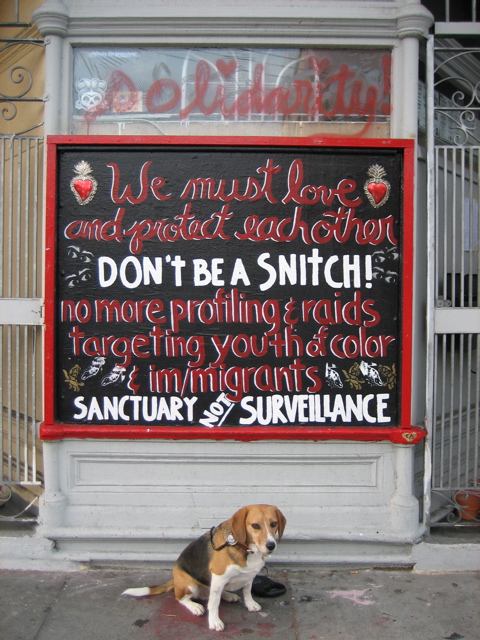 Solidarity!
We must love
and protect each other
DON'T BE A SNITCH!
no more profiling & raids
targeting youth of color
& im/migrants
SANCTUARY NOT SURVEILLANCE